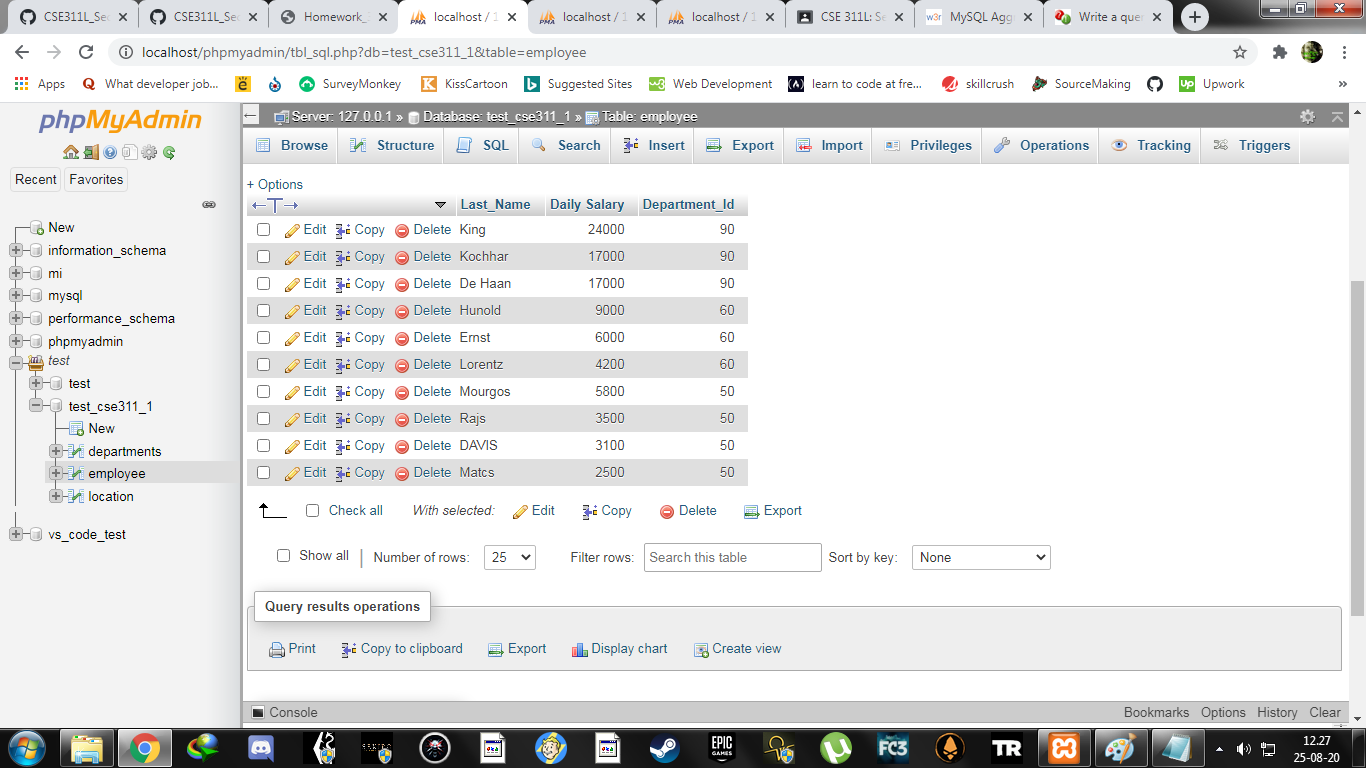 CSE311L_Sec
CSE311L_Sec
Homework_
localhost / 1
localhost / 1
localhost / 1
CSE 311L: Se
MySQL Agg
Write a que
localhost/phpmyadmin/tbl_sql.php?db=test_cse311_1&table=employee
Apps
What developer job...
SurveyMonkey
KissCartoon
Suggested Sites
Web Development
learn to code at fre...
skillcrush
SourceMaking
Upwork
»
phpMyAdmin
Recent
Favorites
New
information_schema
mi
mysql
performance_schema
phpmyadmin
test
test
test_cse311_1
New
departments
employee
location
vs_code_test
Server: 127.0.0.1 » Database: test_cse311_1 » Table: employee
Browse Structure SQL Search Insert Export Import Privileges Operations Tracking Triggers
+ Options
Last_Name Daily Salary Department_Id
Edit Copy Delete King 24000 90
Edit Copy Delete Kochhar 17000 90
Edit Copy Delete De Haan 17000 90
Edit Copy Delete Hunold 9000 60
Edit Copy Delete Ernst 6000 60
Edit Copy Delete Lorentz 4200 60
Edit Copy Delete Mourgos 5800 50
Edit Copy Delete Rajs 3500 50
Edit Copy Delete DAVIS 3100 50
Edit Copy Delete Matcs 2500 50
Check all With selected: Edit Copy Delete Export
Show all Number of rows: 25 Filter rows: Search this table Sort by key: None
Query results operations
Print Copy to clipboard Export Display chart Create view
Console Bookmarks Options History Clear
EPIC
GAMES
FC3
TR
12.27
25-08-20